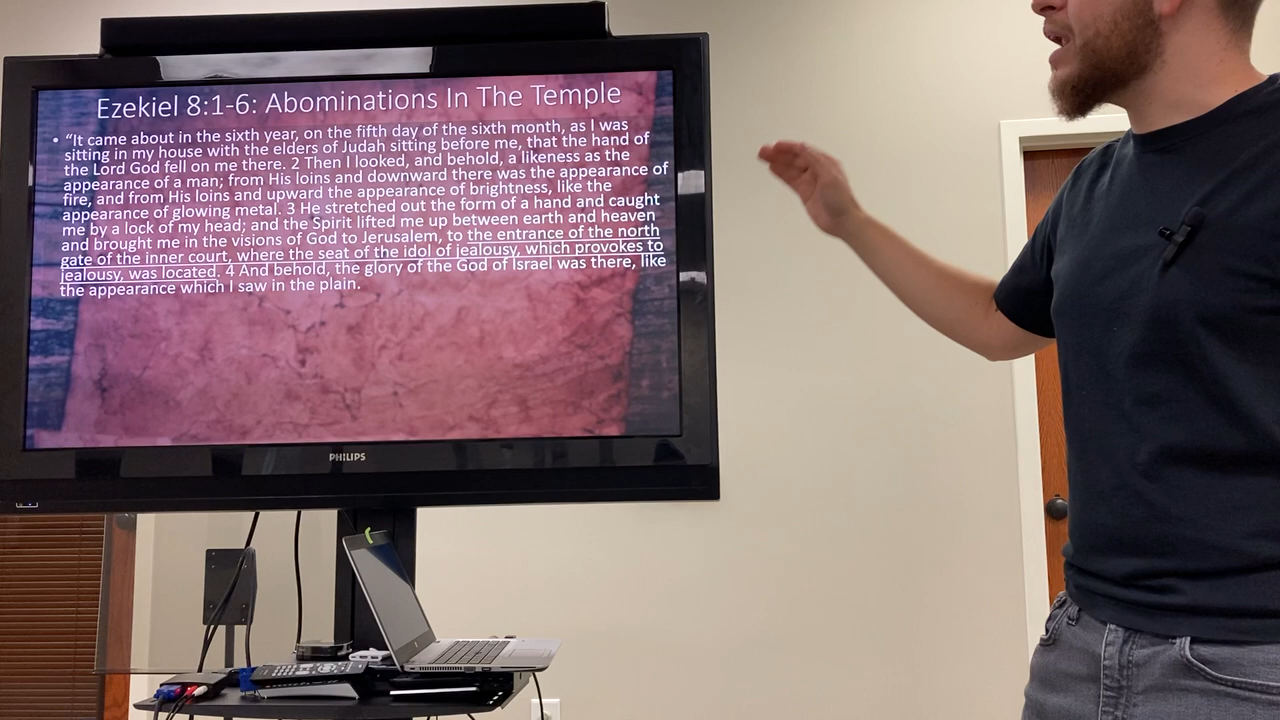 Ezekiel 8:1-6: Abominations In The Temple
• “It came about in the sixth year, on the fifth day of the sixth month, as I was
sitting in my house with the elders of Judah sitting before me, that the hand of
the Lord God fell on me there. 2 Then I looked, and behold, a likeness as the
appearance of a man; from His loins and downward there was the appearance of
fire, and from His loins and upward the appearance of brightness, like the
appearance of glowing metal. 3 He stretched out the form of a hand and caught
me by a lock of my head; and the Spirit lifted me up between earth and heaven
and brought me in the visions of God to Jerusalem, to the entrance of the north
gate of the inner court, where the seat of the idol of jealousy, which provokes to
jealousy, was located. 4 And behold, the glory of the God of Israel was there, like
the appearance which I saw in the plain.
PHILIPS